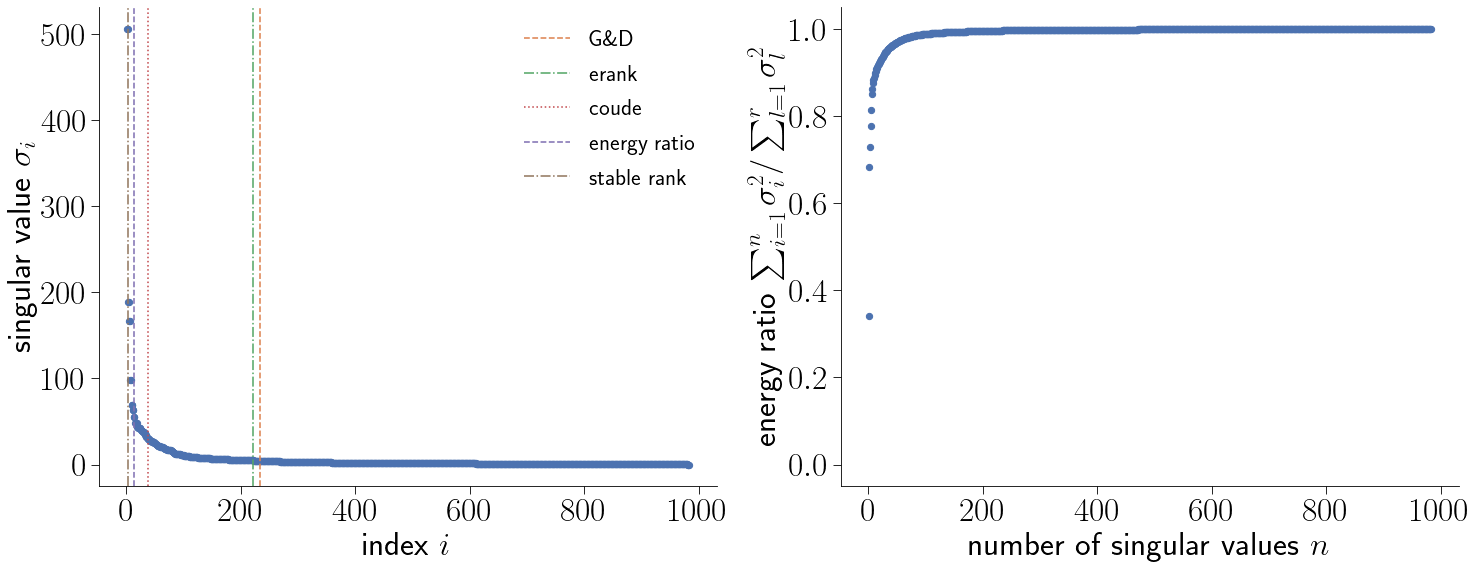 500
400
300
200
100
0
singular value σ_i
0 200 400 600 800 1000
index i
G&D
erank
coude
energy ratio
stable rank
1.0
0.8
0.6
0.4
0.2
0.0
energy ratio ∑_{i=1}^{n} σ_i^2 / ∑_{l=1}^{r} σ_l^2
0 200 400 600 800 1000
number of singular values n